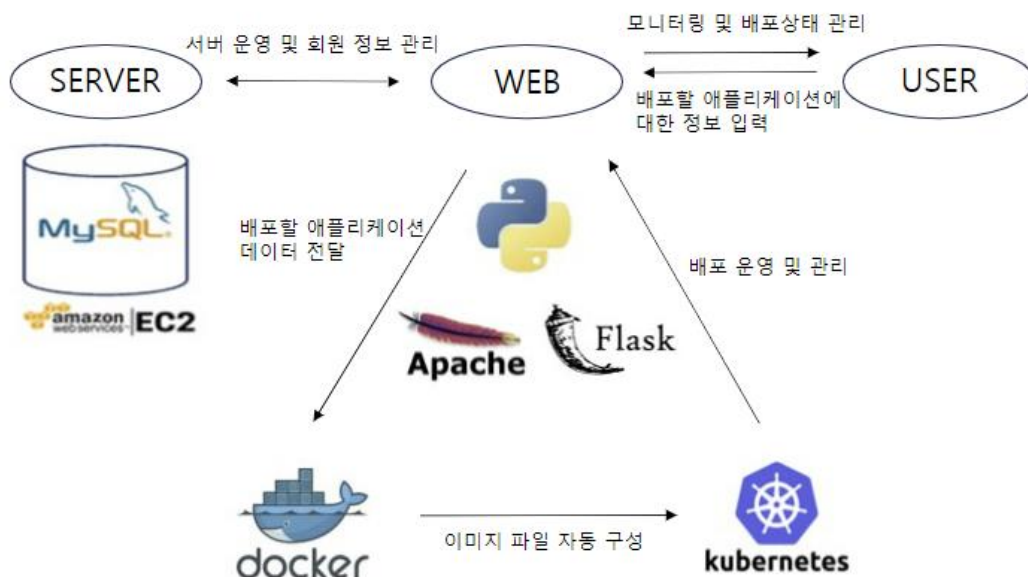 서버 운영 및 회원 정보 관리
모니터링 및 배포상태 관리
SERVER
WEB
USER
배포할 애플리케이션에
대한 정보 입력
MySQL®
배포할 애플리케이션
데이터 전달
배포 운영 및 관리
amazon
webservices™
EC2
Apache
Flask
docker
이미지 파일 자동 구성
kubernetes